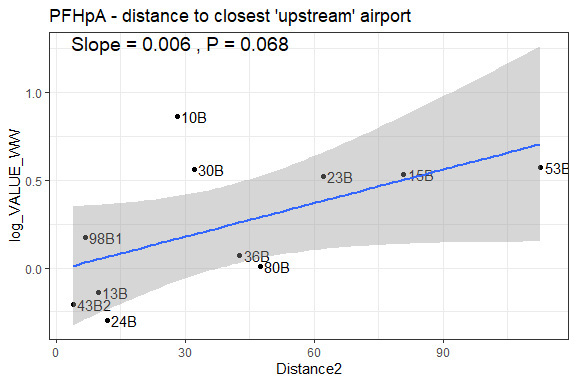 PFHpA - distance to closest 'upstream' airport
Slope = 0.006 , P = 0.068
1.0
10B
30B
23B
15B
53B
0.5
98B1
36B
80B
0.0
13B
43B2
24B
0
30
60
90
Distance2
log_VALUE_WW